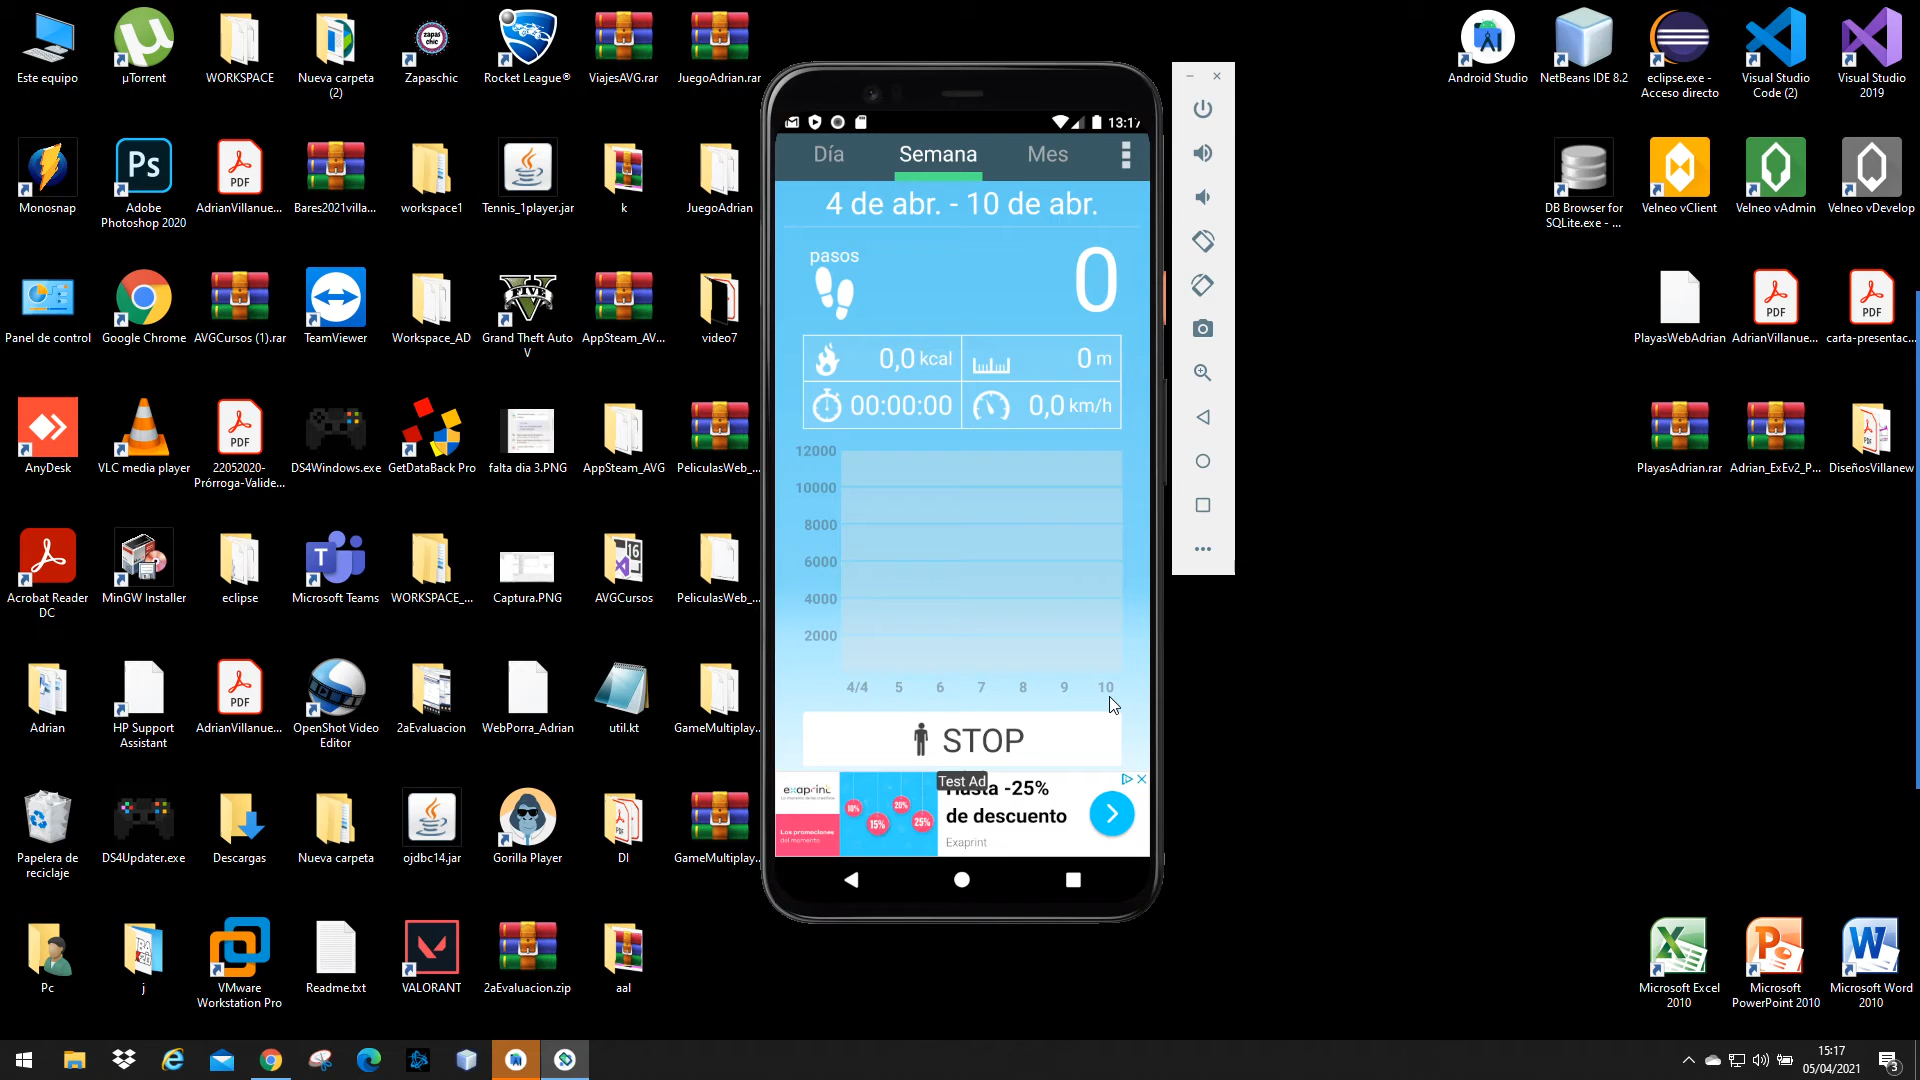 Este equipo
µTorrent
WORKSPACE
Nueva carpeta
(2)
Zapaschic
Rocket League®
ViajesAVG.rar
JuegoAdrian.rar
Monosnap
Adobe
Photoshop 2020
AdrianVillanue...
Bares2021villa...
workspace1
Tennis_1player.jar
k
JuegoAdrian
Panel de control
Google Chrome
AVGCursos (1).rar
TeamViewer
Workspace_AD
Grand Theft Auto
V
AppSteam_AV...
video7
AnyDesk
VLC media player
22052020-
Prórroga-Valide...
DS4Windows.exe
GetDataBack Pro
falta dia 3.PNG
AppSteam_AVG
PeliculasWeb_...
Acrobat Reader
DC
MinGW Installer
eclipse
Microsoft Teams
WORKSPACE_...
Captura.PNG
AVGCursos
PeliculasWeb_...
Adrian
HP Support
Assistant
AdrianVillanue...
OpenShot Video
Editor
2aEvaluacion
WebPorra_Adrian
util.kt
GameMultiplay...
Papelera de
reciclaje
DS4Updater.exe
Descargas
Nueva carpeta
ojdbc14.jar
Gorilla Player
DI
GameMultiplay...
Pc
j
VMware
Workstation Pro
Readme.txt
VALORANT
2aEvaluacion.zip
aal
13:17
Día
Semana
Mes
4 de abr. - 10 de abr.
pasos
0
0,0 kcal
0 m
00:00:00
0,0 km/h
12000
10000
8000
6000
4000
2000
4/4 5 6 7 8 9 10
STOP
Test Ad
exaprint
Los promociones
del momento
10%
15%
20%
25%
Hasta -25%
de descuento
Exaprint
Android Studio
NetBeans IDE 8.2
eclipse.exe -
Acceso directo
Visual Studio
Code (2)
Visual Studio
2019
DB Browser for
SQLite.exe - ...
Velneo vClient
Velneo vAdmin
Velneo vDevelop
PlayasWebAdrian
AdrianVillanue...
carta-presentac...
PlayasAdrian.rar
Adrian_ExEv2_P...
DiseñosVillanew
Microsoft Excel
2010
Microsoft
PowerPoint 2010
Microsoft Word
2010
15:17
05/04/2021
3